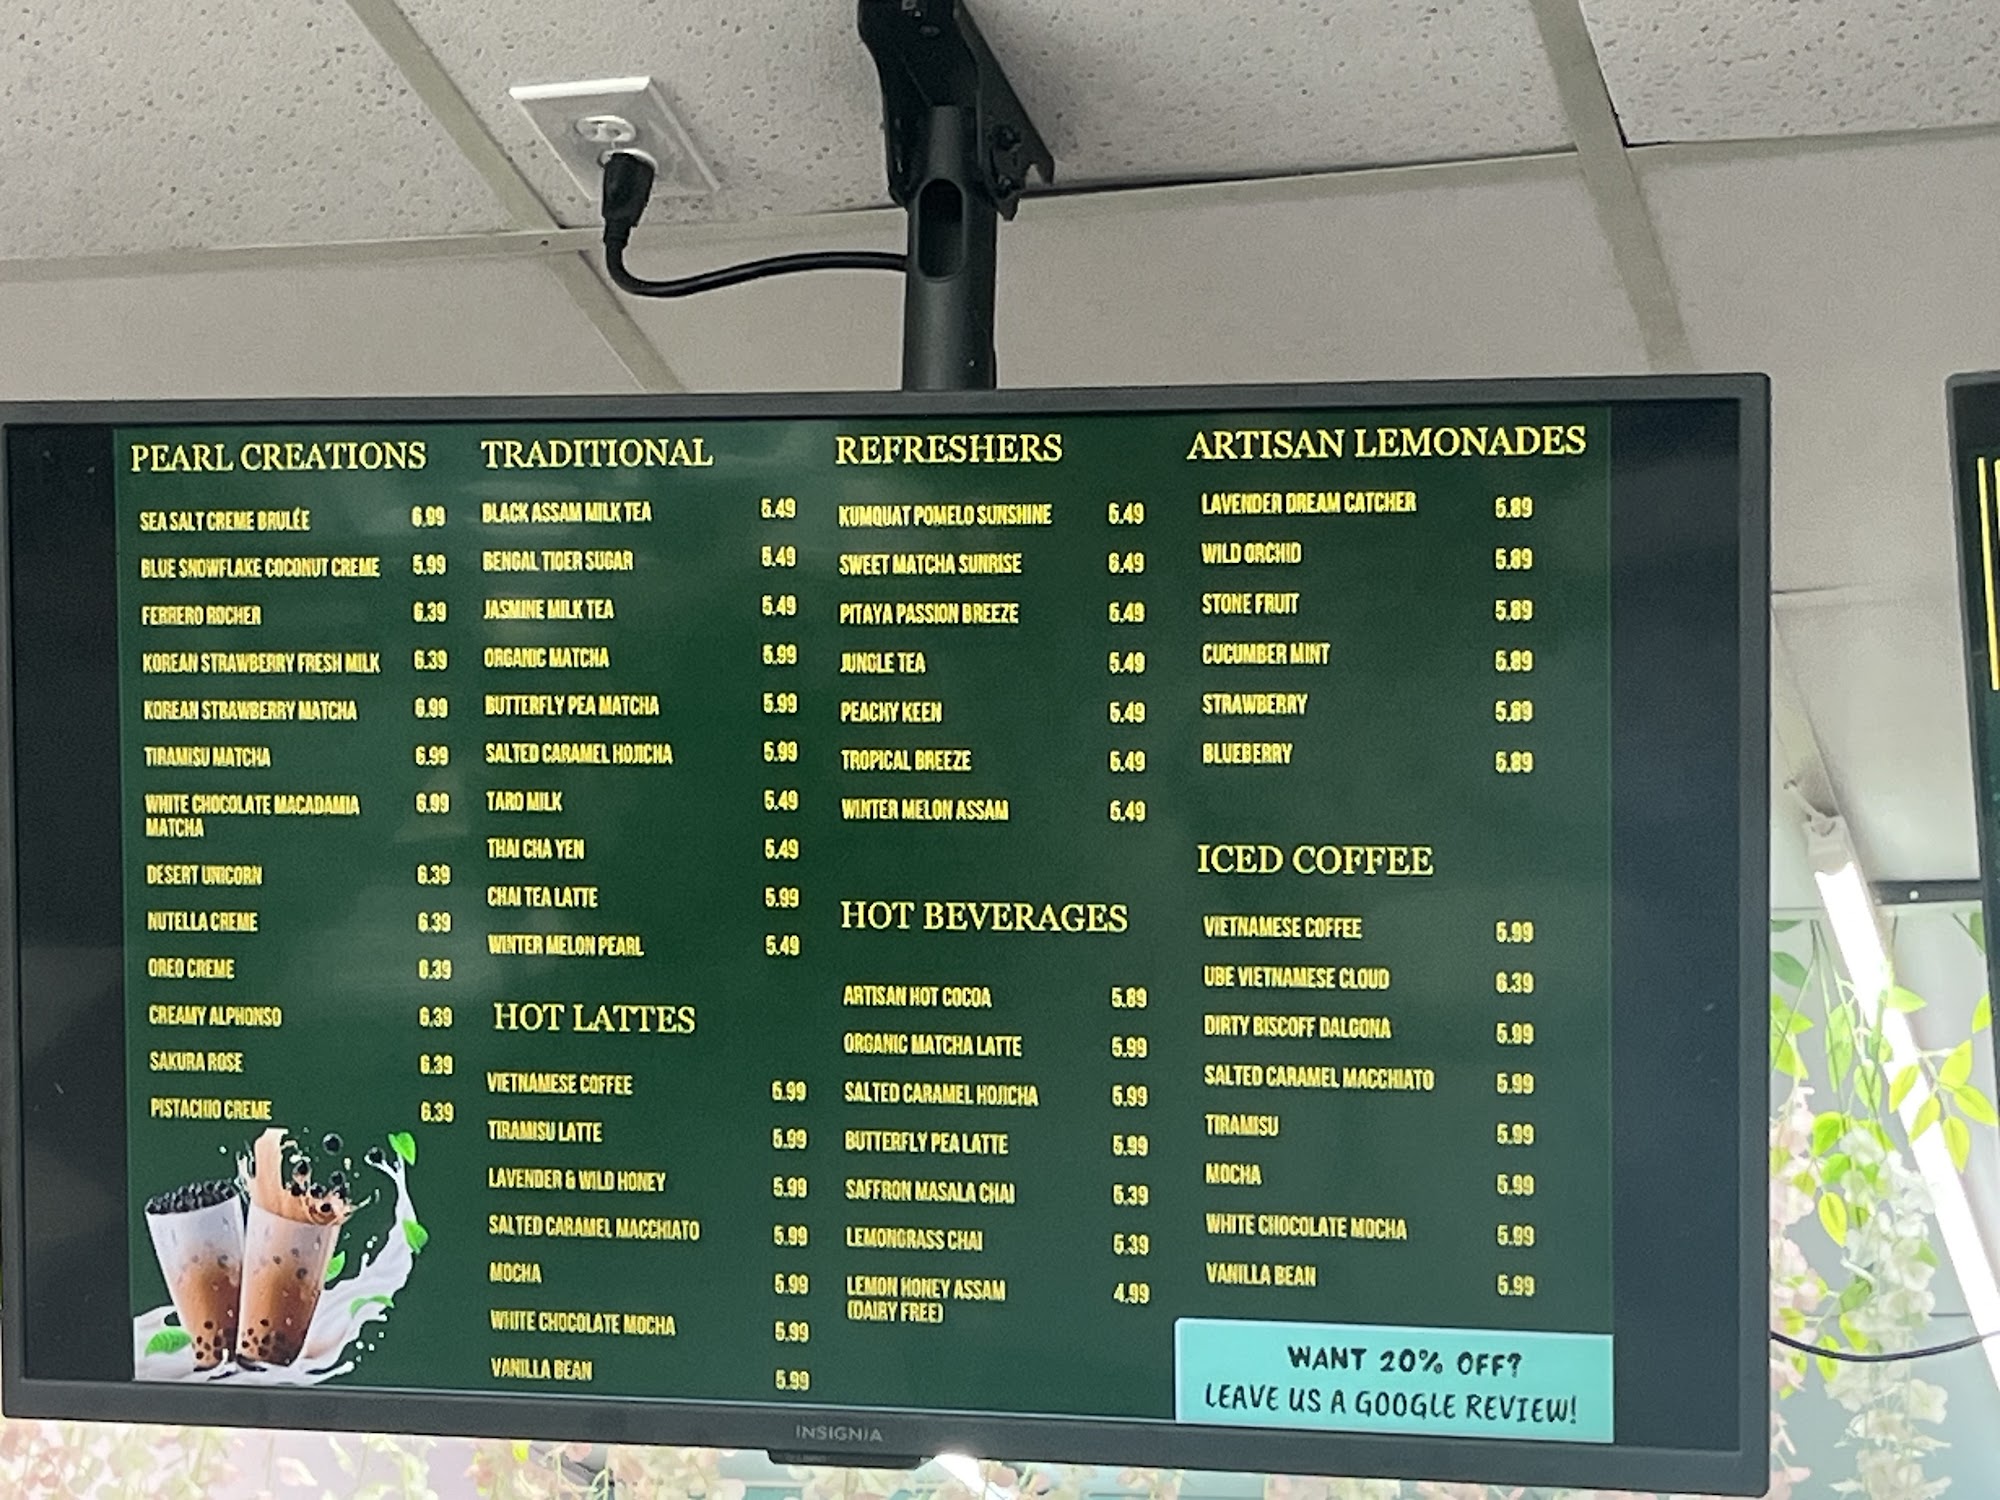 PEARL CREATIONS
SEA SALT CREME BRULÉE 6.99
BLUE SNOWFLAKE COCONUT CREME 5.99
FERRERO ROCHER 6.39
KOREAN STRAWBERRY FRESH MILK 6.39
KOREAN STRAWBERRY MATCHA 6.99
TIRAMISU MATCHA 6.99
WHITE CHOCOLATE MACADAMIA 6.99
MATCHA
DESERT UNICORN 6.39
NUTELLA CREME 6.39
OREO CREME 6.39
CREAMY ALPHONSO 6.39
SAKURA ROSE 6.39
PISTACHIO CREME 6.39
TRADITIONAL
BLACK ASSAM MILK TEA 5.49
BENGAL TIGER SUGAR 5.49
JASMINE MILK TEA 5.49
ORGANIC MATCHA 5.99
BUTTERFLY PEA MATCHA 5.99
SALTED CARAMEL HOJICHA 5.99
TARO MILK 5.49
THAI CHA YEN 5.49
CHAI TEA LATTE 5.99
WINTER MELON PEARL 5.49
HOT LATTES
VIETNAMESE COFFEE 5.99
TIRAMISU LATTE 5.99
LAVENDER & WILD HONEY 5.99
SALTED CARAMEL MACCHIATO 5.99
MOCHA 5.99
WHITE CHOCOLATE MOCHA 5.99
VANILLA BEAN 5.99
REFRESHERS
KUMQUAT POMELO SUNSHINE 5.49
SWEET MATCHA SUNRISE 6.49
PITAYA PASSION BREEZE 5.49
JUNGLE TEA 5.49
PEACHY KEEN 5.49
TROPICAL BREEZE 5.49
WINTER MELON ASSAM 5.49
HOT BEVERAGES
ARTISAN HOT COCOA 5.89
ORGANIC MATCHA LATTE 5.99
SALTED CARAMEL HOJICHA 5.99
BUTTERFLY PEA LATTE 5.99
SAFFRON MASALA CHAI 5.39
LEMONGRASS CHAI 5.39
LEMON HONEY ASSAM 4.99
(DAIRY FREE)
ARTISAN LEMONADES
LAVENDER DREAM CATCHER 5.89
WILD ORCHID 5.89
STONE FRUIT 5.89
CUCUMBER MINT 5.89
STRAWBERRY 5.89
BLUEBERRY 5.89
ICED COFFEE
VIETNAMESE COFFEE 5.99
UBE VIETNAMESE CLOUD 6.39
DIRTY BISCOFF DALGONA 5.99
SALTED CARAMEL MACCHIATO 5.99
TIRAMISU 5.99
MOCHA 5.99
WHITE CHOCOLATE MOCHA 5.99
VANILLA BEAN 5.99
WANT 20% OFF?
LEAVE US A GOOGLE REVIEW!
INSIGNIA